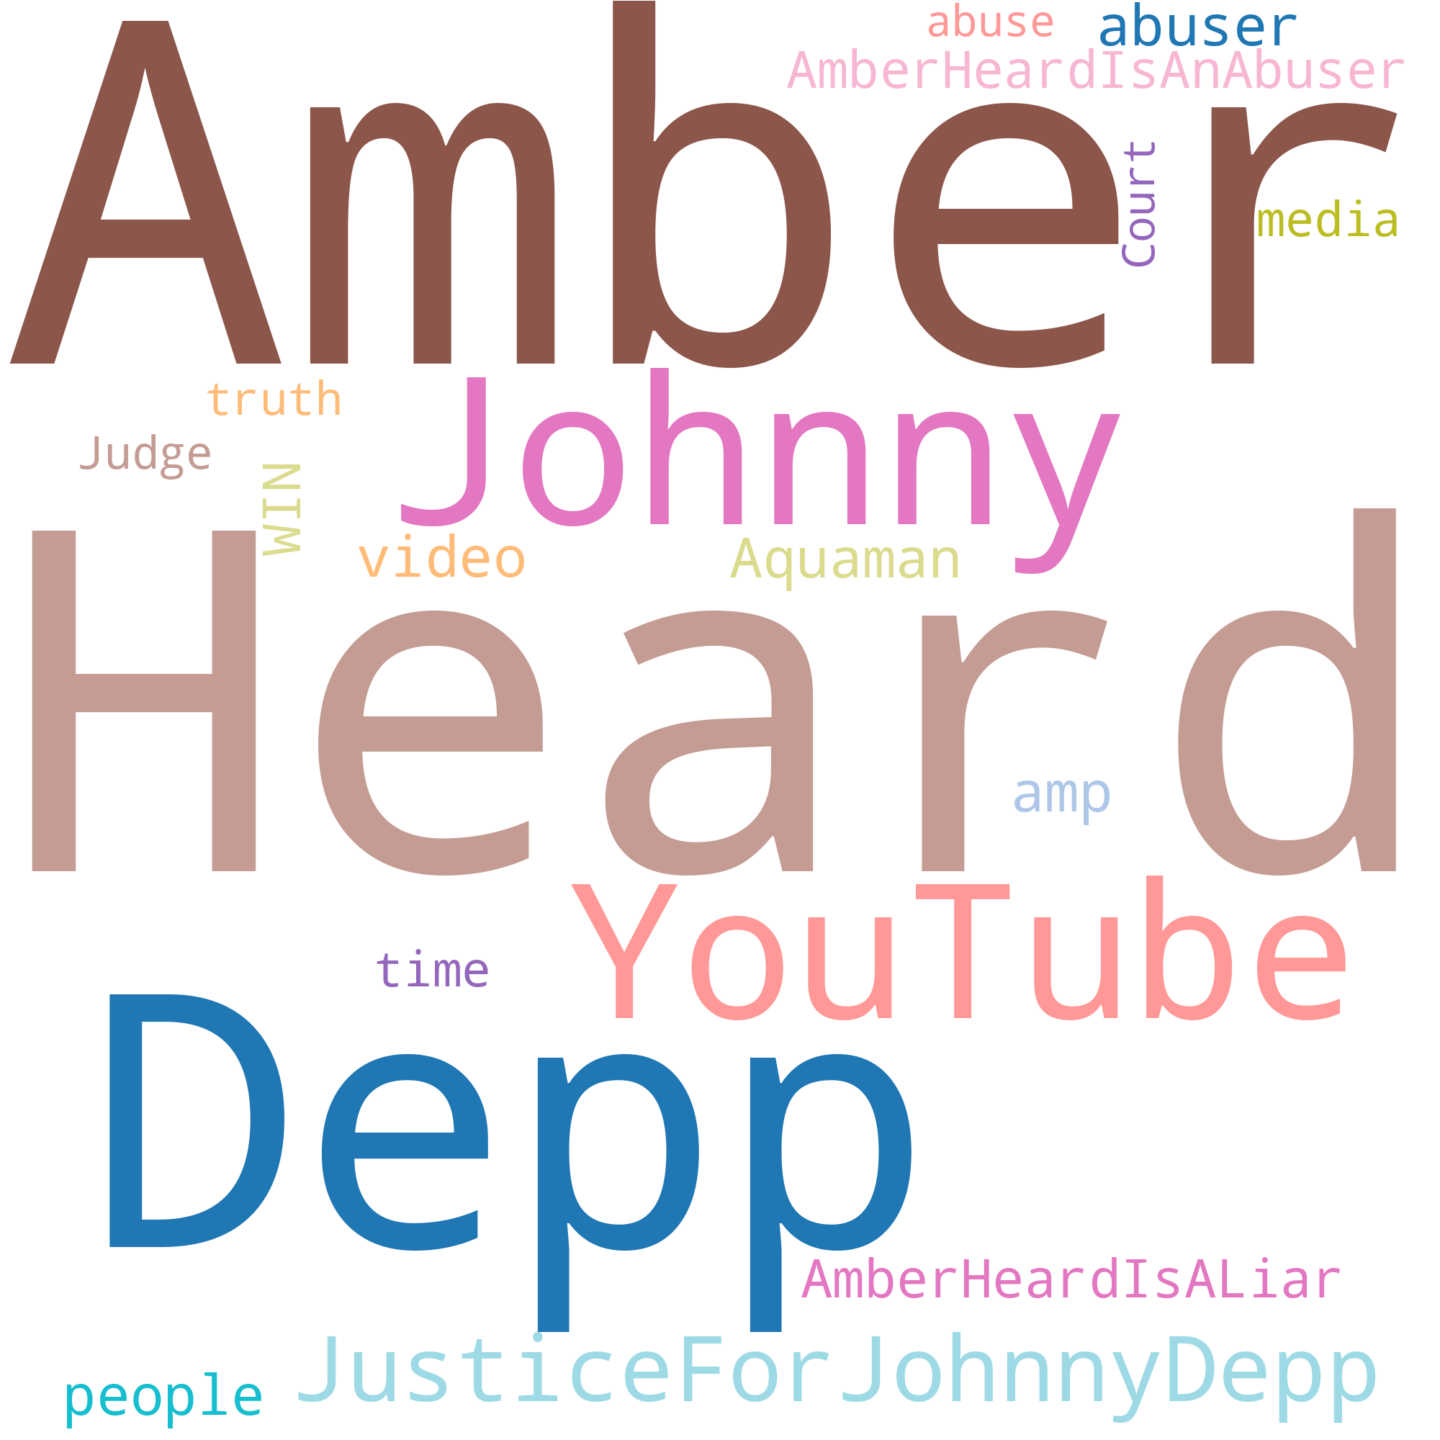 abuse
abuser
AmberHeardIsAnAbuser
Amber
Court
media
truth
Johnny
Judge
WIN
video
Aquaman
Heard
amp
YouTube
time
Depp
AmberHeardIsALiar
JusticeForJohnnyDepp
people